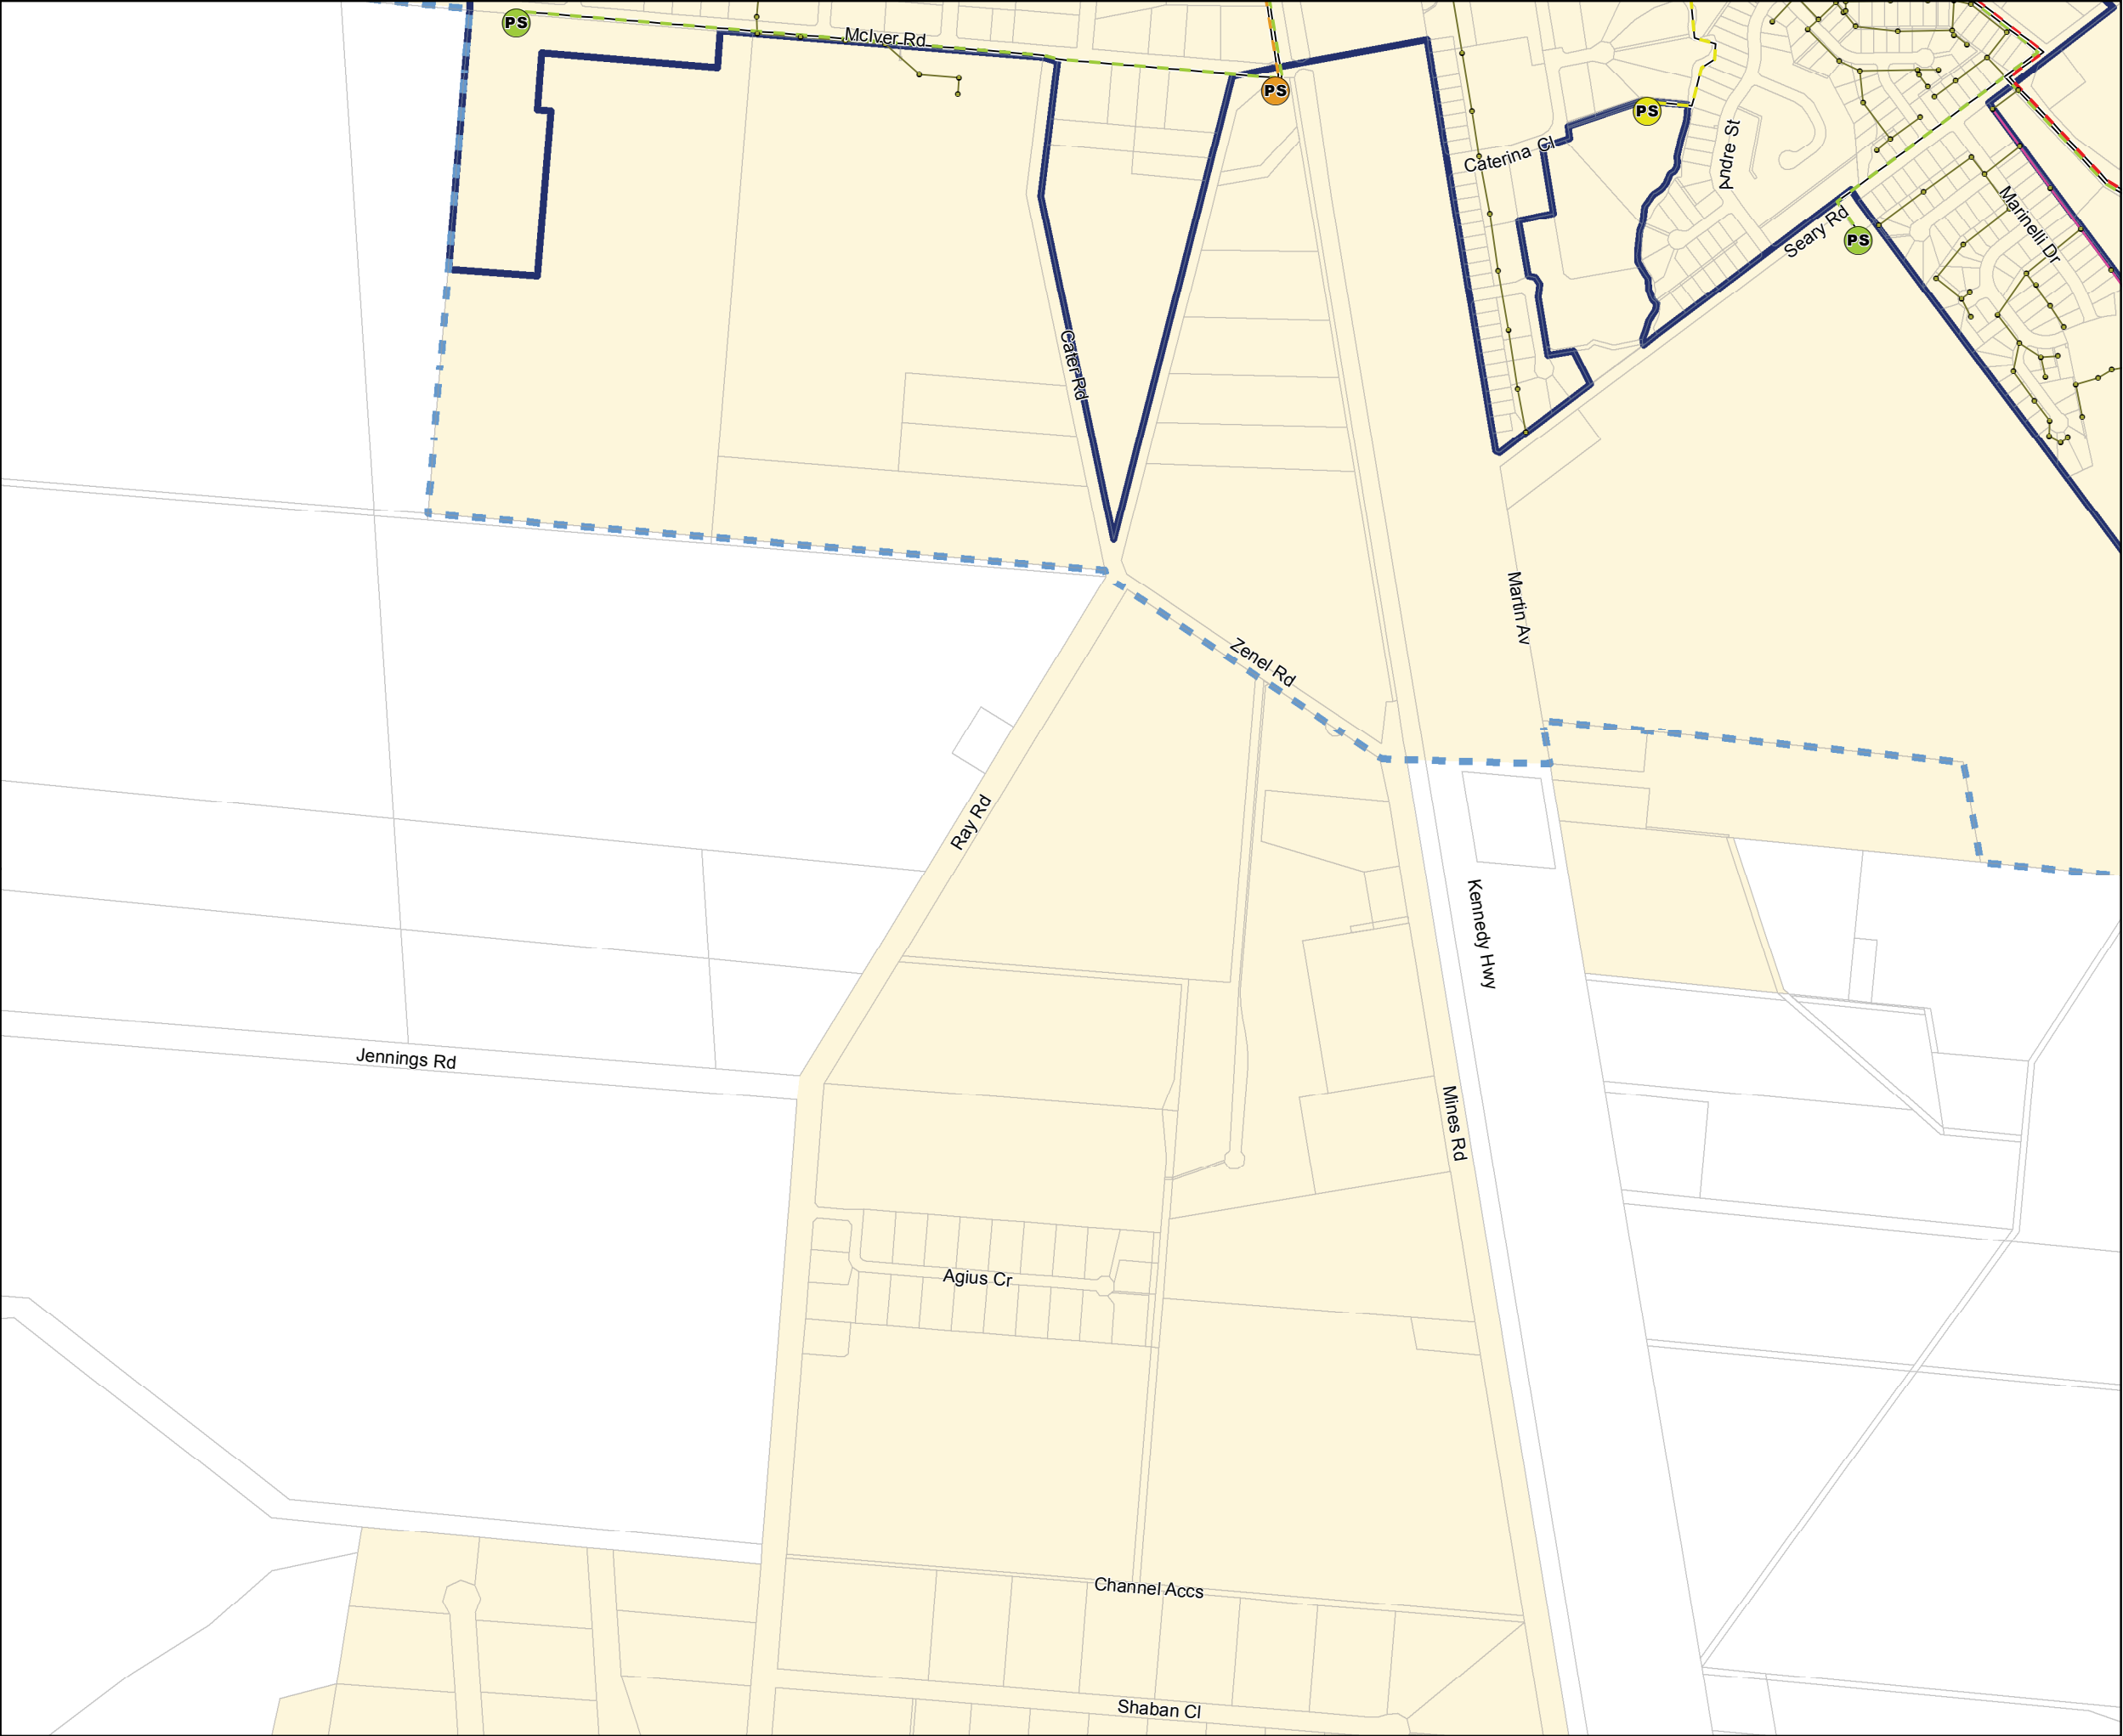 PS
McIver Rd
PS
PS
Caterina Cl
Andre St
Marinelli Dr
Seary Rd
PS
Cater Rd
Martin Av
Zenel Rd
Ray Rd
Kennedy Hwy
Jennings Rd
Mines Rd
Agius Cr
Channel Accs
Shaban Cl